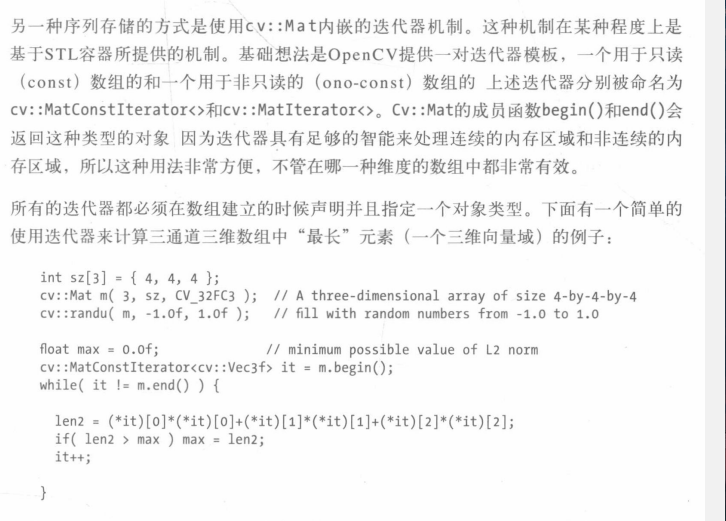 另一种序列存储的方式是使用cv::Mat内嵌的迭代器机制。这种机制在某种程度上是
基于STL容器所提供的机制。基础想法是OpenCV提供一对迭代器模板，一个用于只读
（const）数组的和一个用于非只读的（ono-const）数组的 上述迭代器分别被命名为
cv::MatConstIterator<>和cv::MatIterator<>。Cv::Mat的成员函数begin()和end()会
返回这种类型的对象 因为迭代器具有足够的智能来处理连续的内存区域和非连续的内
存区域，所以这种用法非常方便，不管在哪一种维度的数组中都非常有效。
所有的迭代器都必须在数组建立的时候声明并且指定一个对象类型。下面有一个简单的
使用迭代器来计算三通道三维数组中“最长”元素（一个三维向量域）的例子：
int sz[3] = { 4, 4, 4 };
cv::Mat m( 3, sz, CV_32FC3 );  // A three-dimensional array of size 4-by-4-by-4
cv::randu( m, -1.0f, 1.0f );   // fill with random numbers from -1.0 to 1.0
float max = 0.0f;              // minimum possible value of L2 norm
cv::MatConstIterator<cv::Vec3f> it = m.begin();
while( it != m.end() ) {
len2 = (*it)[0]*(*it)[0]+(*it)[1]*(*it)[1]+(*it)[2]*(*it)[2];
if( len2 > max ) max = len2;
it++;
}